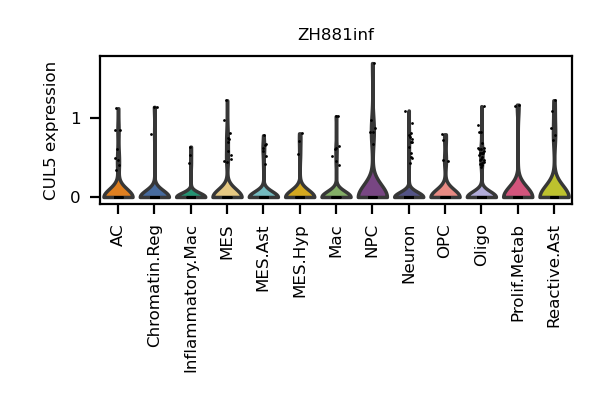 ZH881inf
CUL5 expression
1
0
AC
Chromatin.Reg
Inflammatory.Mac
MES
MES.Ast
MES.Hyp
Mac
NPC
Neuron
OPC
Oligo
Prolif.Metab
Reactive.Ast